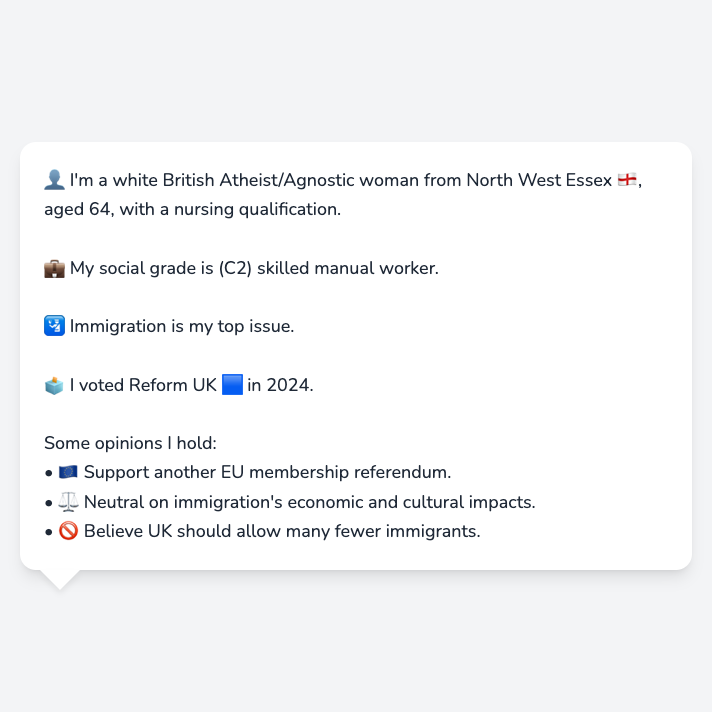 👤 I'm a white British Atheist/Agnostic woman from North West Essex 🏴󠁧󠁢󠁥󠁮󠁧󠁿,
aged 64, with a nursing qualification.
💼 My social grade is (C2) skilled manual worker.
🛂 Immigration is my top issue.
🗳️ I voted Reform UK 🟦 in 2024.
Some opinions I hold:
• 🇪🇺 Support another EU membership referendum.
• ⚖️ Neutral on immigration's economic and cultural impacts.
• 🚫 Believe UK should allow many fewer immigrants.